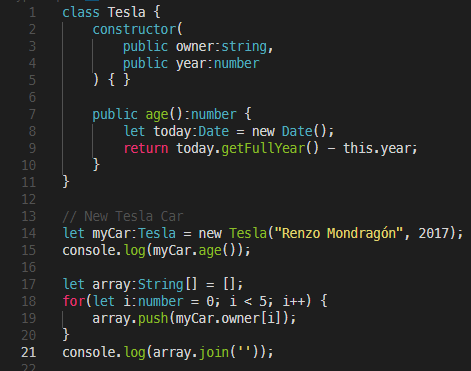 1 class Tesla {
2     constructor(
3         public owner:string,
4         public year:number
5     ) { }
6
7     public age():number {
8         let today:Date = new Date();
9         return today.getFullYear() - this.year;
10     }
11 }
12
13 // New Tesla Car
14 let myCar:Tesla = new Tesla("Renzo Mondragón", 2017);
15 console.log(myCar.age());
16
17 let array:String[] = [];
18 for(let i:number = 0; i < 5; i++) {
19     array.push(myCar.owner[i]);
20 }
21 console.log(array.join(''));
22